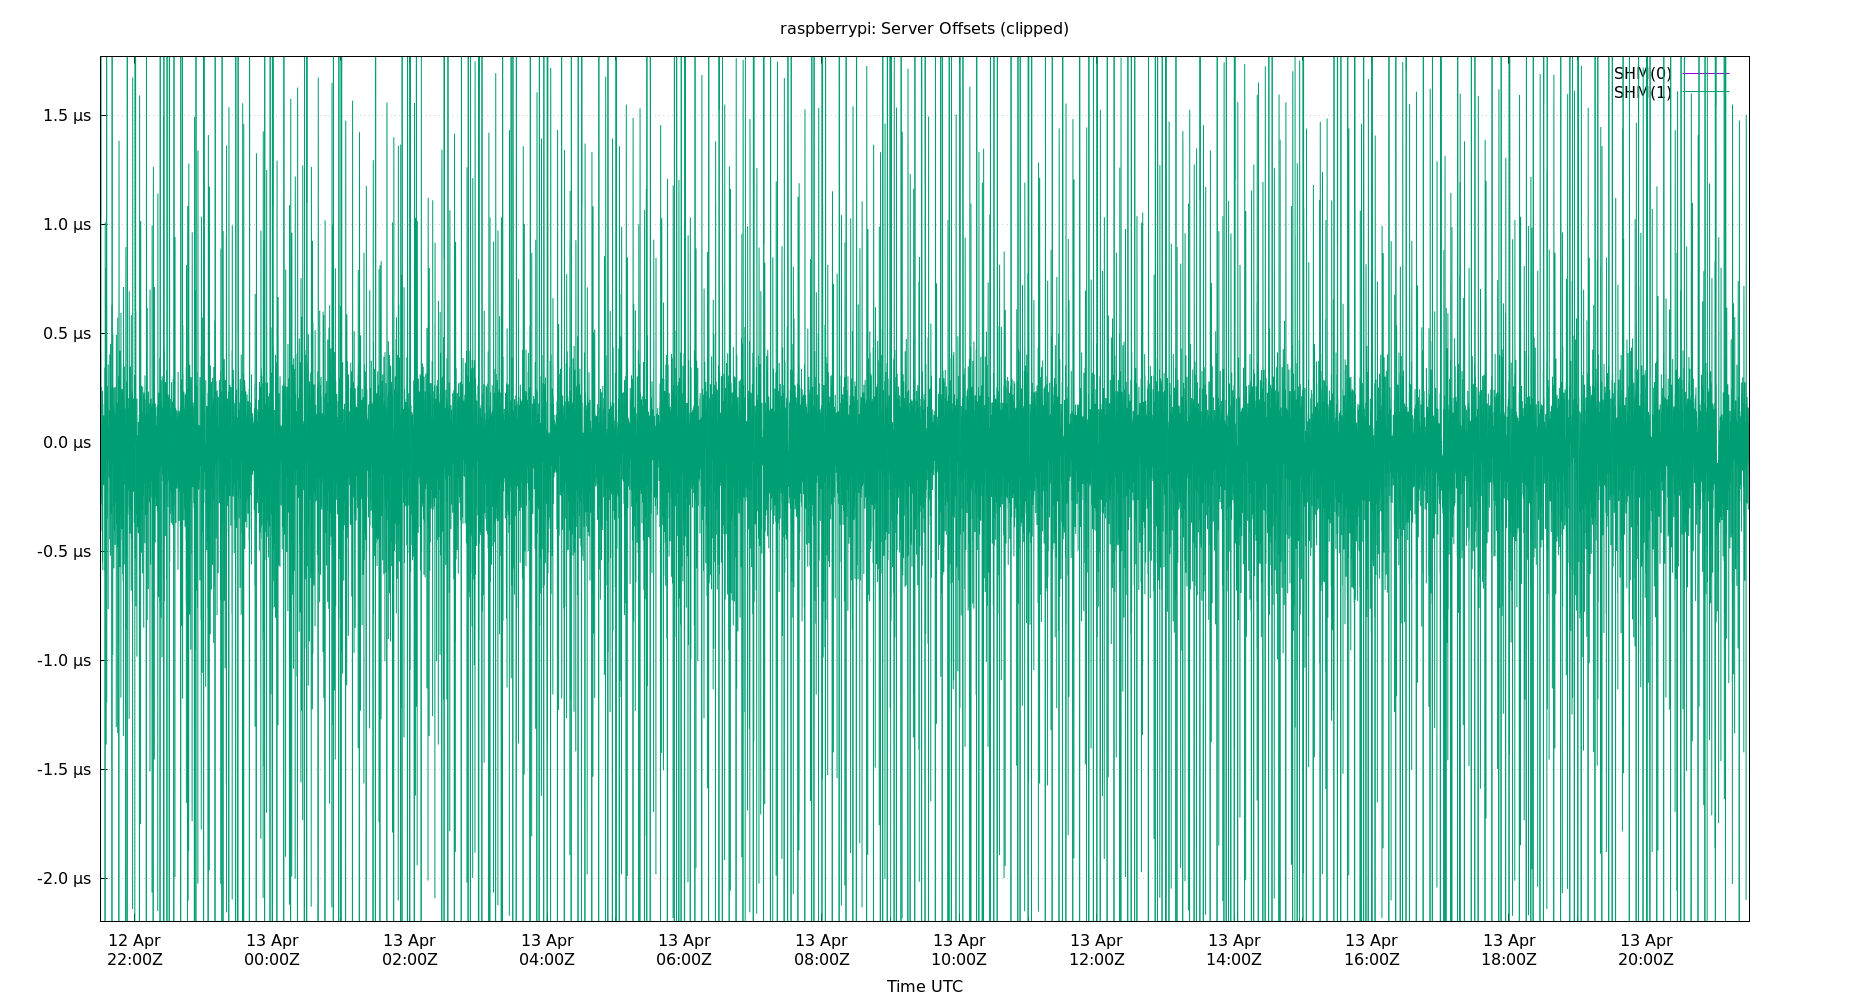 raspberrypi: Server Offsets (clipped)
SHM(0)
SHM(1)
1.5 µs
1.0 µs
0.5 µs
0.0 µs
-0.5 µs
-1.0 µs
-1.5 µs
-2.0 µs
12 Apr 13 Apr 13 Apr 13 Apr 13 Apr 13 Apr 13 Apr 13 Apr 13 Apr 13 Apr 13 Apr 13 Apr
22:00Z 00:00Z 02:00Z 04:00Z 06:00Z 08:00Z 10:00Z 12:00Z 14:00Z 16:00Z 18:00Z 20:00Z
Time UTC